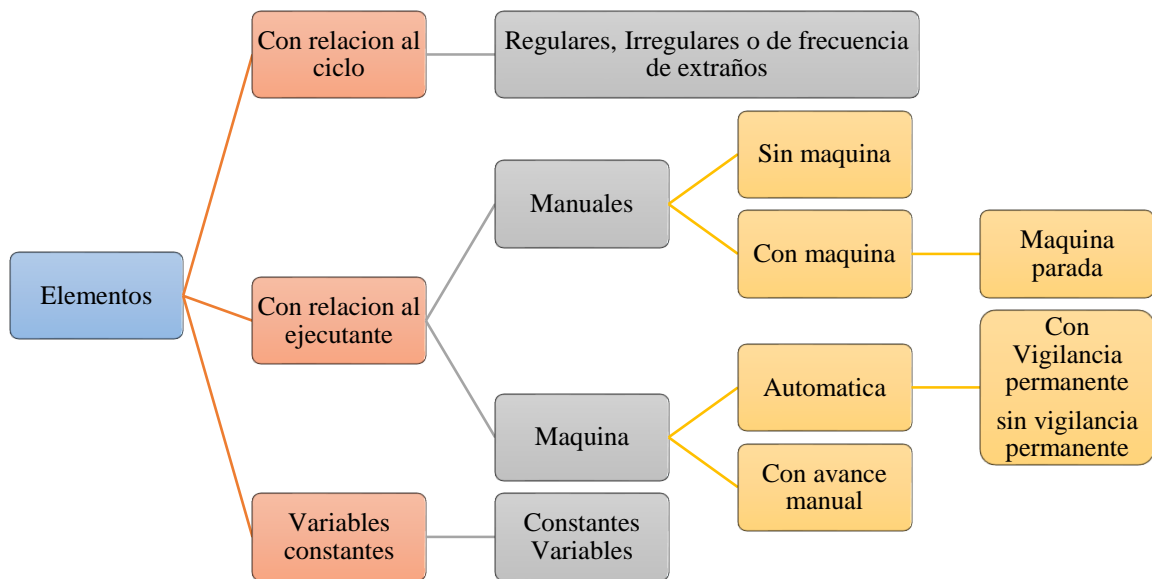 Elementos
Con relacion al
ciclo
Regulares, Irregulares o de frecuencia
de extraños
Con relacion al
ejecutante
Manuales
Sin maquina
Con maquina
Maquina
parada
Maquina
Automatica
Con
Vigilancia
permanente
sin vigilancia
permanente
Con avance
manual
Variables
constantes
Constantes
Variables